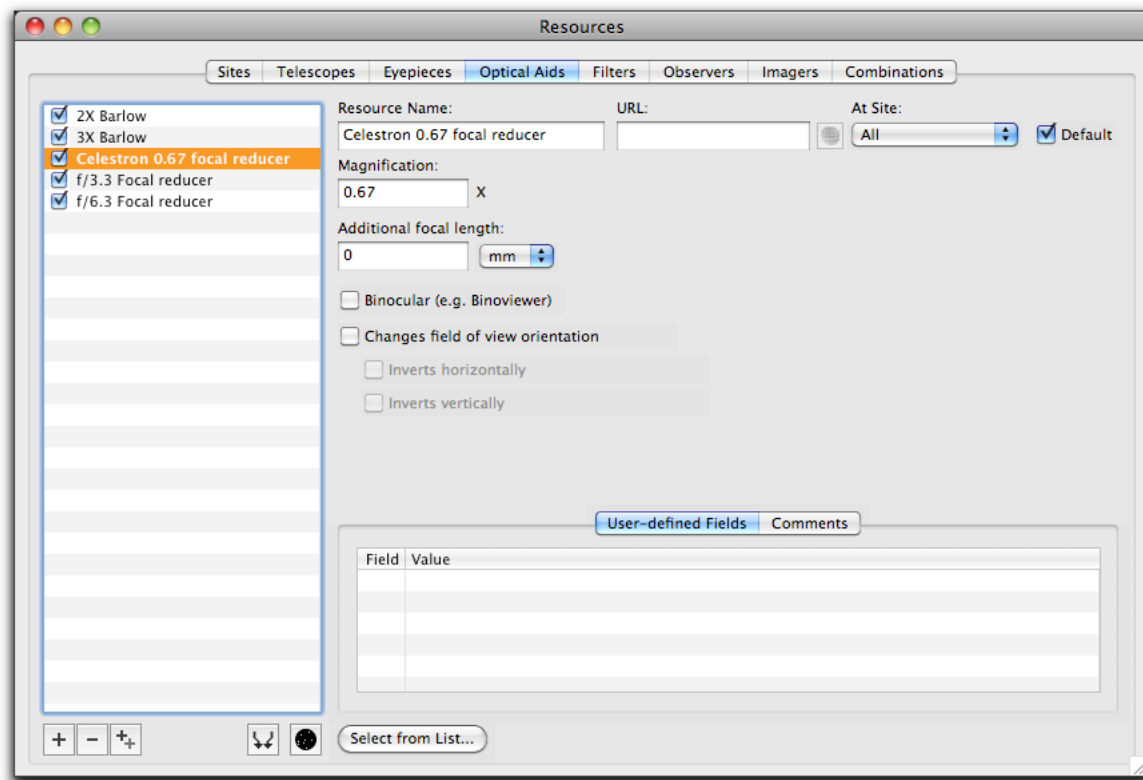 Resources
Sites Telescopes Eyepieces Optical Aids Filters Observers Imagers Combinations
2X Barlow
3X Barlow
Celestron 0.67 focal reducer
f/3.3 Focal reducer
f/6.3 Focal reducer
Resource Name: URL: At Site:
Celestron 0.67 focal reducer All Default
Magnification:
0.67 X
Additional focal length:
0 mm
Binocular (e.g. Binoviewer)
Changes field of view orientation
Inverts horizontally
Inverts vertically
User-defined Fields Comments
Field Value
+ - ++ Select from List...